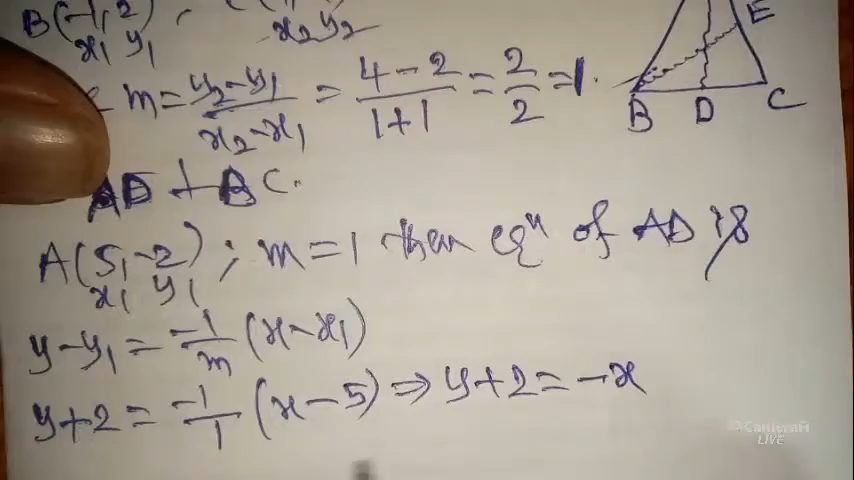 B(-1, 2),
x₁ y₁ x₂ y₂
E
m = y₂-y₁/x₂-x₁ = 4-2/1+1 = 2/2 = 1.
B D C
AD ⊥ BC.
A(5, -2) ; m = 1 then eqⁿ of AD is
x₁ y₁
y-y₁ = -1/m (x-x₁)
y+2 = -1/1 (x-5) ⇒ y+2 = -x
LIVE